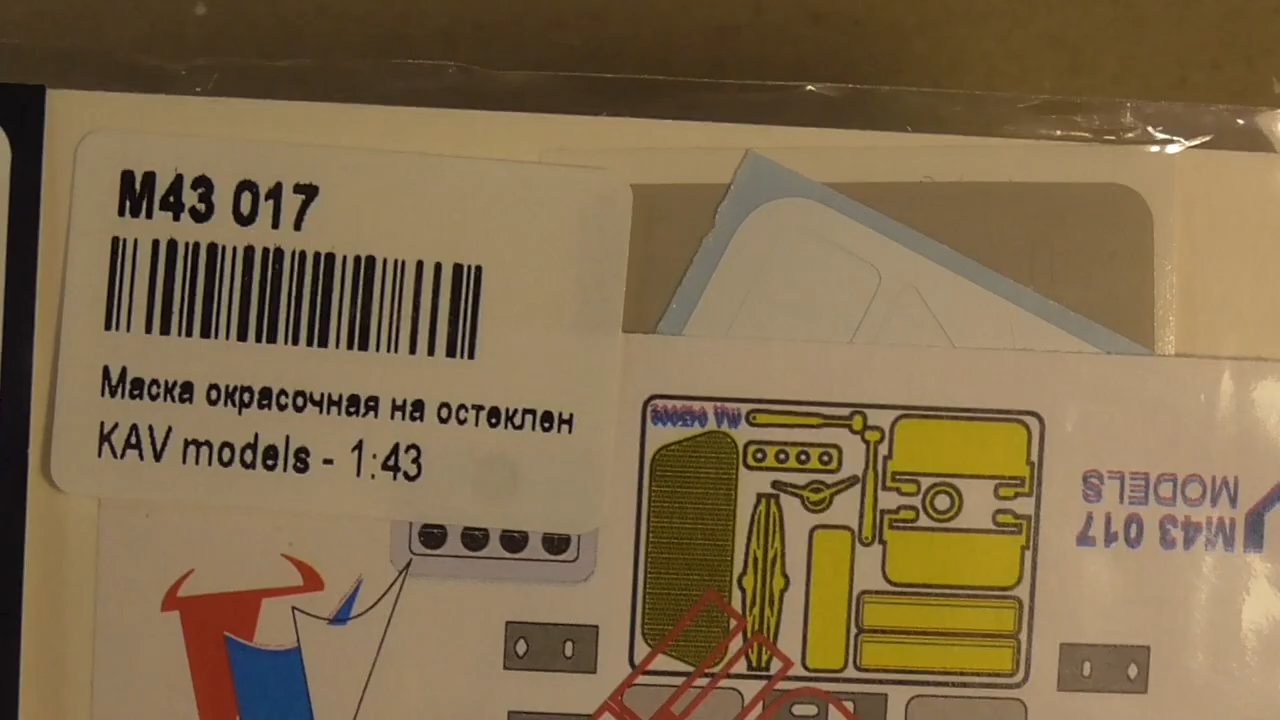 M43 017
Маска окрасочная на остеклен
KAV models - 1:43
M43 017
MODELS